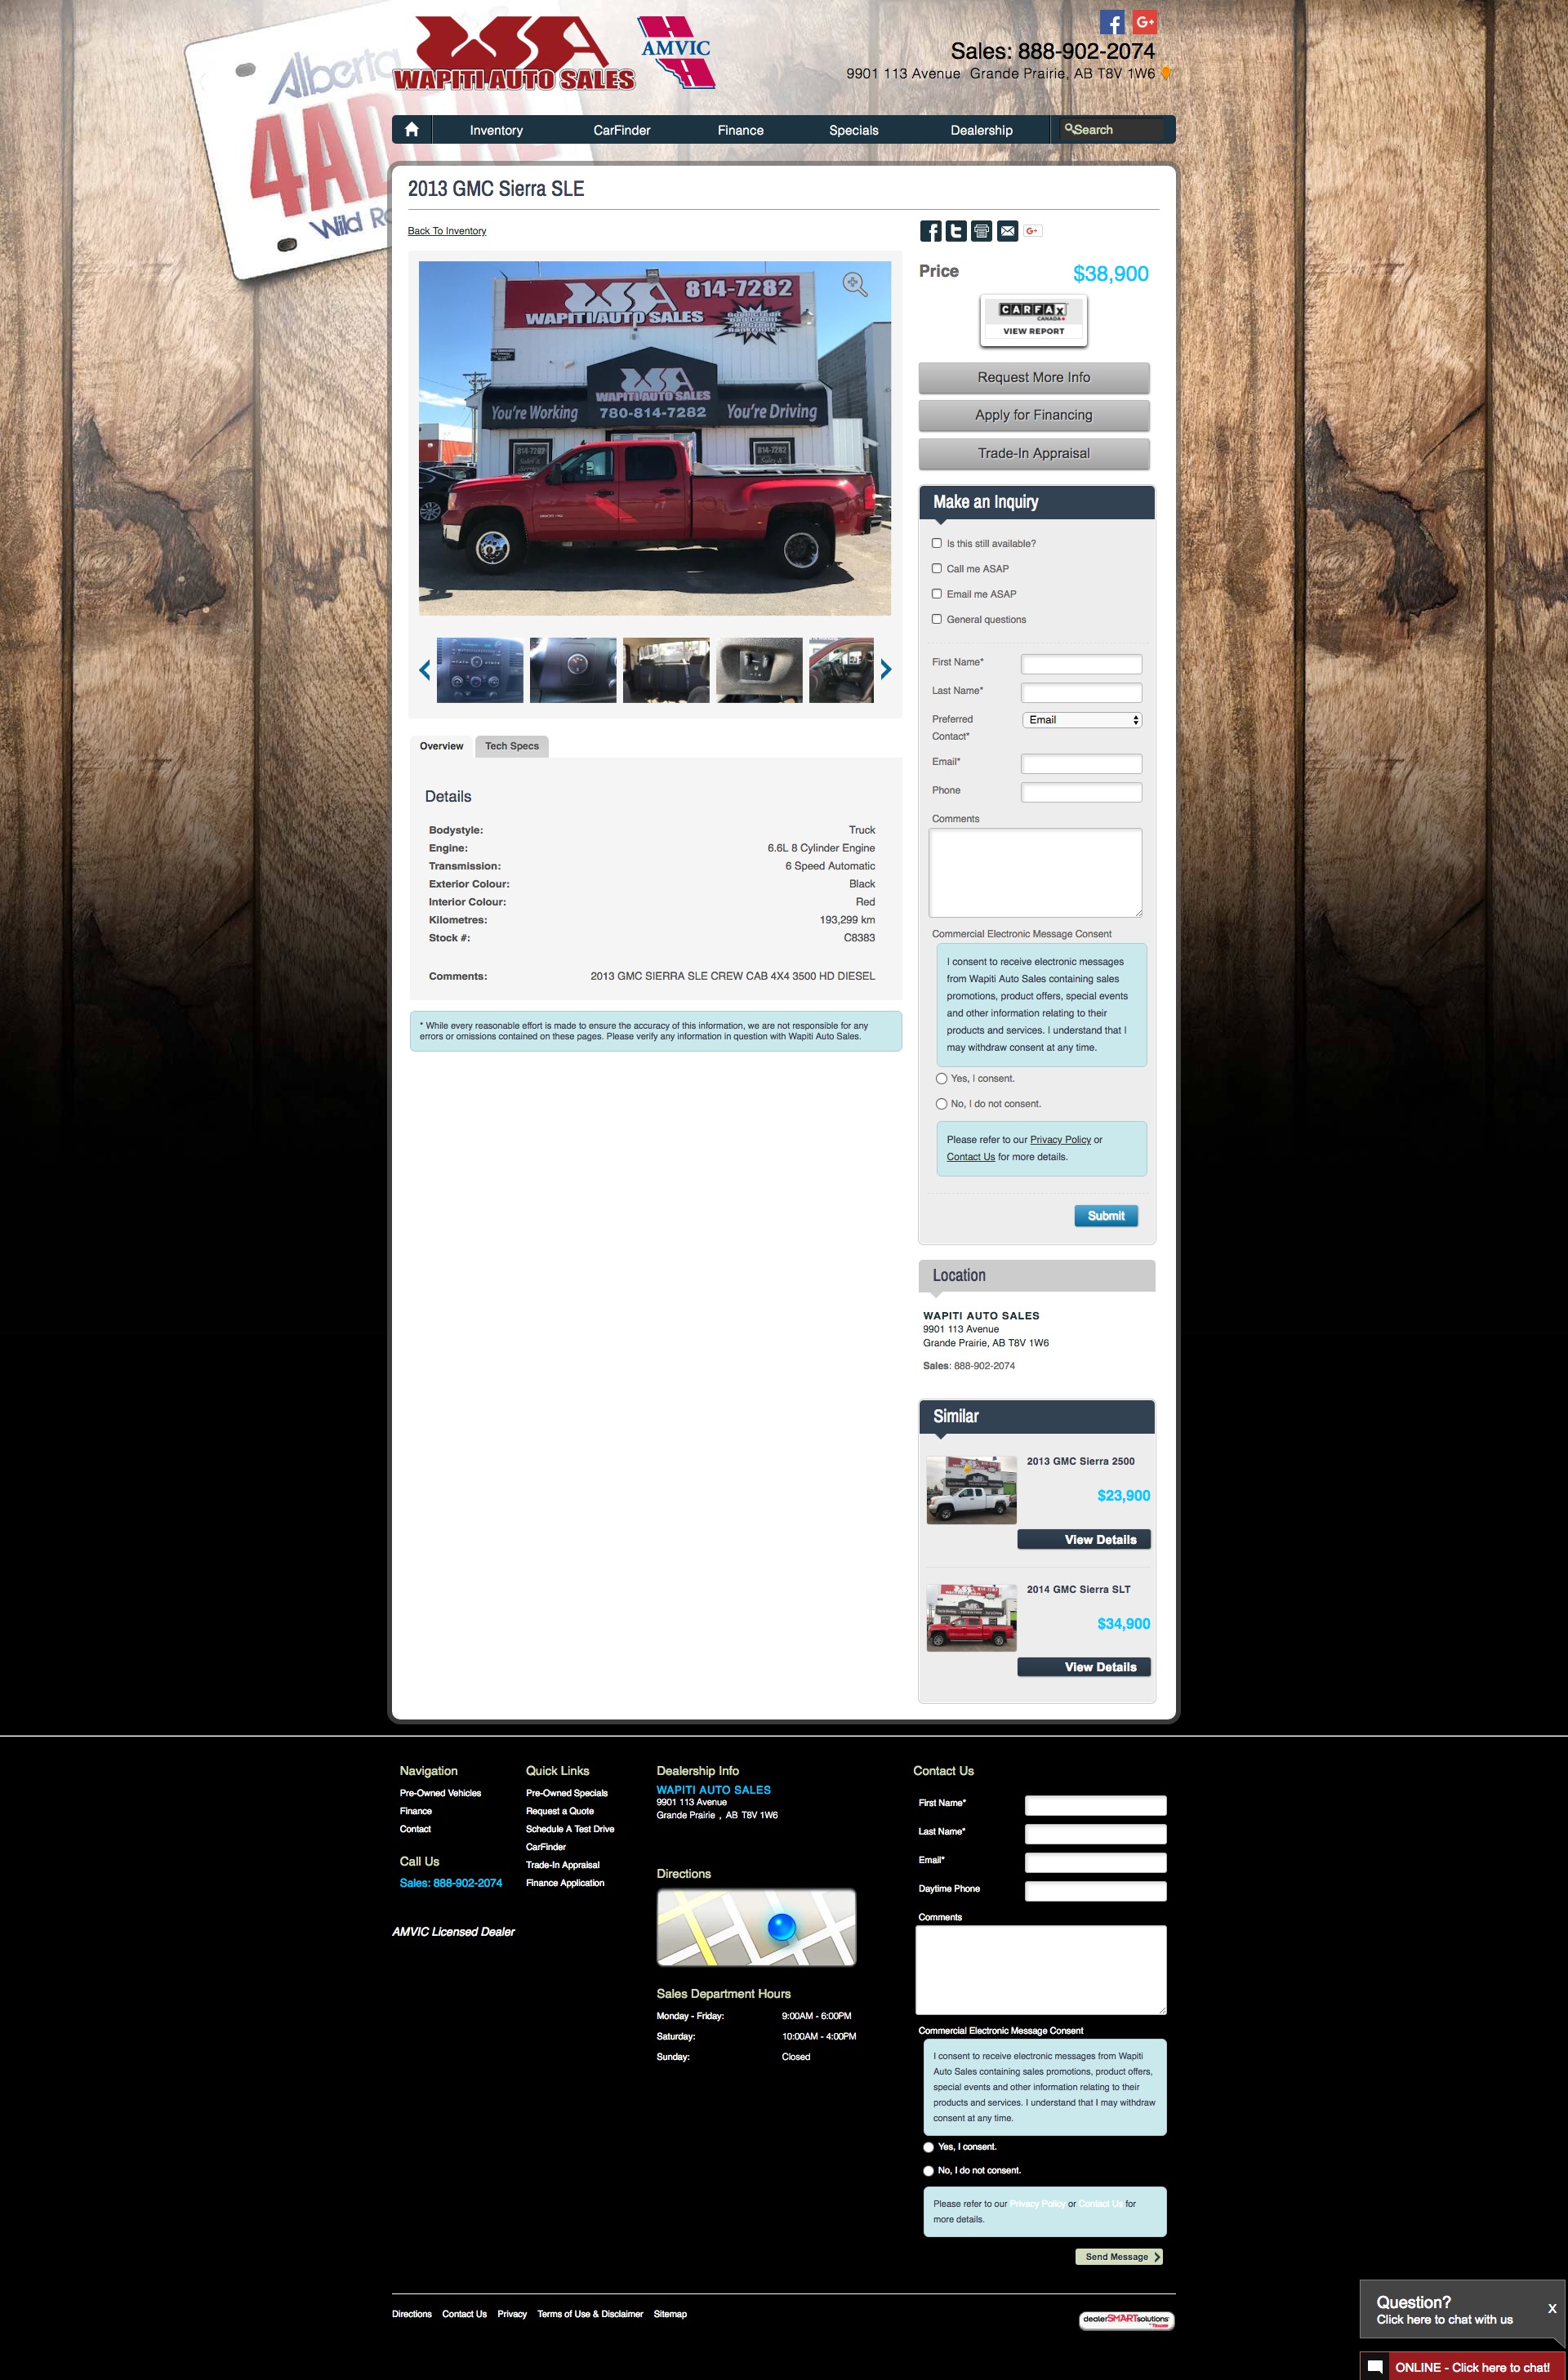 Alberta
4ADEAL
Wild Ro
WSA
WAPITI AUTO SALES
AMVIC
Sales: 888-902-2074
9901 113 Avenue Grande Prairie, AB T8V 1W6
Inventory CarFinder Finance Specials Dealership Search
2013 GMC Sierra SLE
Back To Inventory
814-7282
WAPITI AUTO SALES
Good Credit
Bad Credit
No Credit
WAPITI AUTO SALES
You're Working 780-814-7282 You're Driving
814-7282 814-7282
Overview Tech Specs
Details
Bodystyle: Truck
Engine: 6.6L 8 Cylinder Engine
Transmission: 6 Speed Automatic
Exterior Colour: Black
Interior Colour: Red
Kilometres: 193,299 km
Stock #: C8383
Comments: 2013 GMC SIERRA SLE CREW CAB 4X4 3500 HD DIESEL
* While every reasonable effort is made to ensure the accuracy of this information, we are not responsible for any
errors or omissions contained on these pages. Please verify any information in question with Wapiti Auto Sales.
Price $38,900
CARFAX
CANADA
VIEW REPORT
Request More Info
Apply for Financing
Trade-In Appraisal
Make an Inquiry
Is this still available?
Call me ASAP
Email me ASAP
General questions
First Name*
Last Name*
Preferred Email
Contact*
Email*
Phone
Comments
Commercial Electronic Message Consent
I consent to receive electronic messages
from Wapiti Auto Sales containing sales
promotions, product offers, special events
and other information relating to their
products and services. I understand that I
may withdraw consent at any time.
Yes, I consent.
No, I do not consent.
Please refer to our Privacy Policy or
Contact Us for more details.
Submit
Location
WAPITI AUTO SALES
9901 113 Avenue
Grande Prairie, AB T8V 1W6
Sales: 888-902-2074
Similar
2013 GMC Sierra 2500
$23,900
View Details
2014 GMC Sierra SLT
$34,900
View Details
Navigation
Pre-Owned Vehicles
Finance
Contact
Call Us
Sales: 888-902-2074
AMVIC Licensed Dealer
Quick Links
Pre-Owned Specials
Request a Quote
Schedule A Test Drive
CarFinder
Trade-In Appraisal
Finance Application
Dealership Info
WAPITI AUTO SALES
9901 113 Avenue
Grande Prairie , AB T8V 1W6
Directions
Sales Department Hours
Monday - Friday: 9:00AM - 6:00PM
Saturday: 10:00AM - 4:00PM
Sunday: Closed
Contact Us
First Name*
Last Name*
Email*
Daytime Phone
Comments
Commercial Electronic Message Consent
I consent to receive electronic messages from Wapiti
Auto Sales containing sales promotions, product offers,
special events and other information relating to their
products and services. I understand that I may withdraw
consent at any time.
Yes, I consent.
No, I do not consent.
Please refer to our Privacy Policy or Contact Us for
more details.
Send Message
Directions Contact Us Privacy Terms of Use & Disclaimer Sitemap
dealerSMARTsolutions
Question? X
Click here to chat with us
ONLINE - Click here to chat!